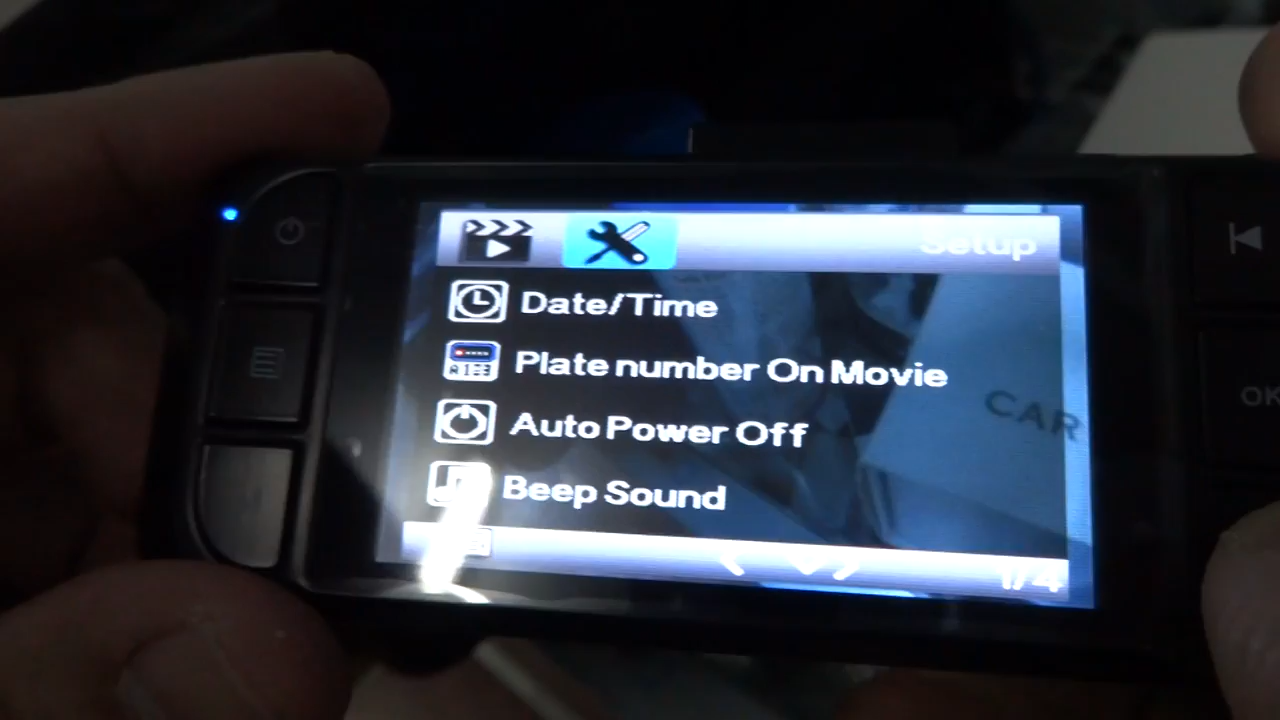 Setup
Date/Time
Plate number On Movie
Auto Power Off
Beep Sound
1/4
CAR
OK